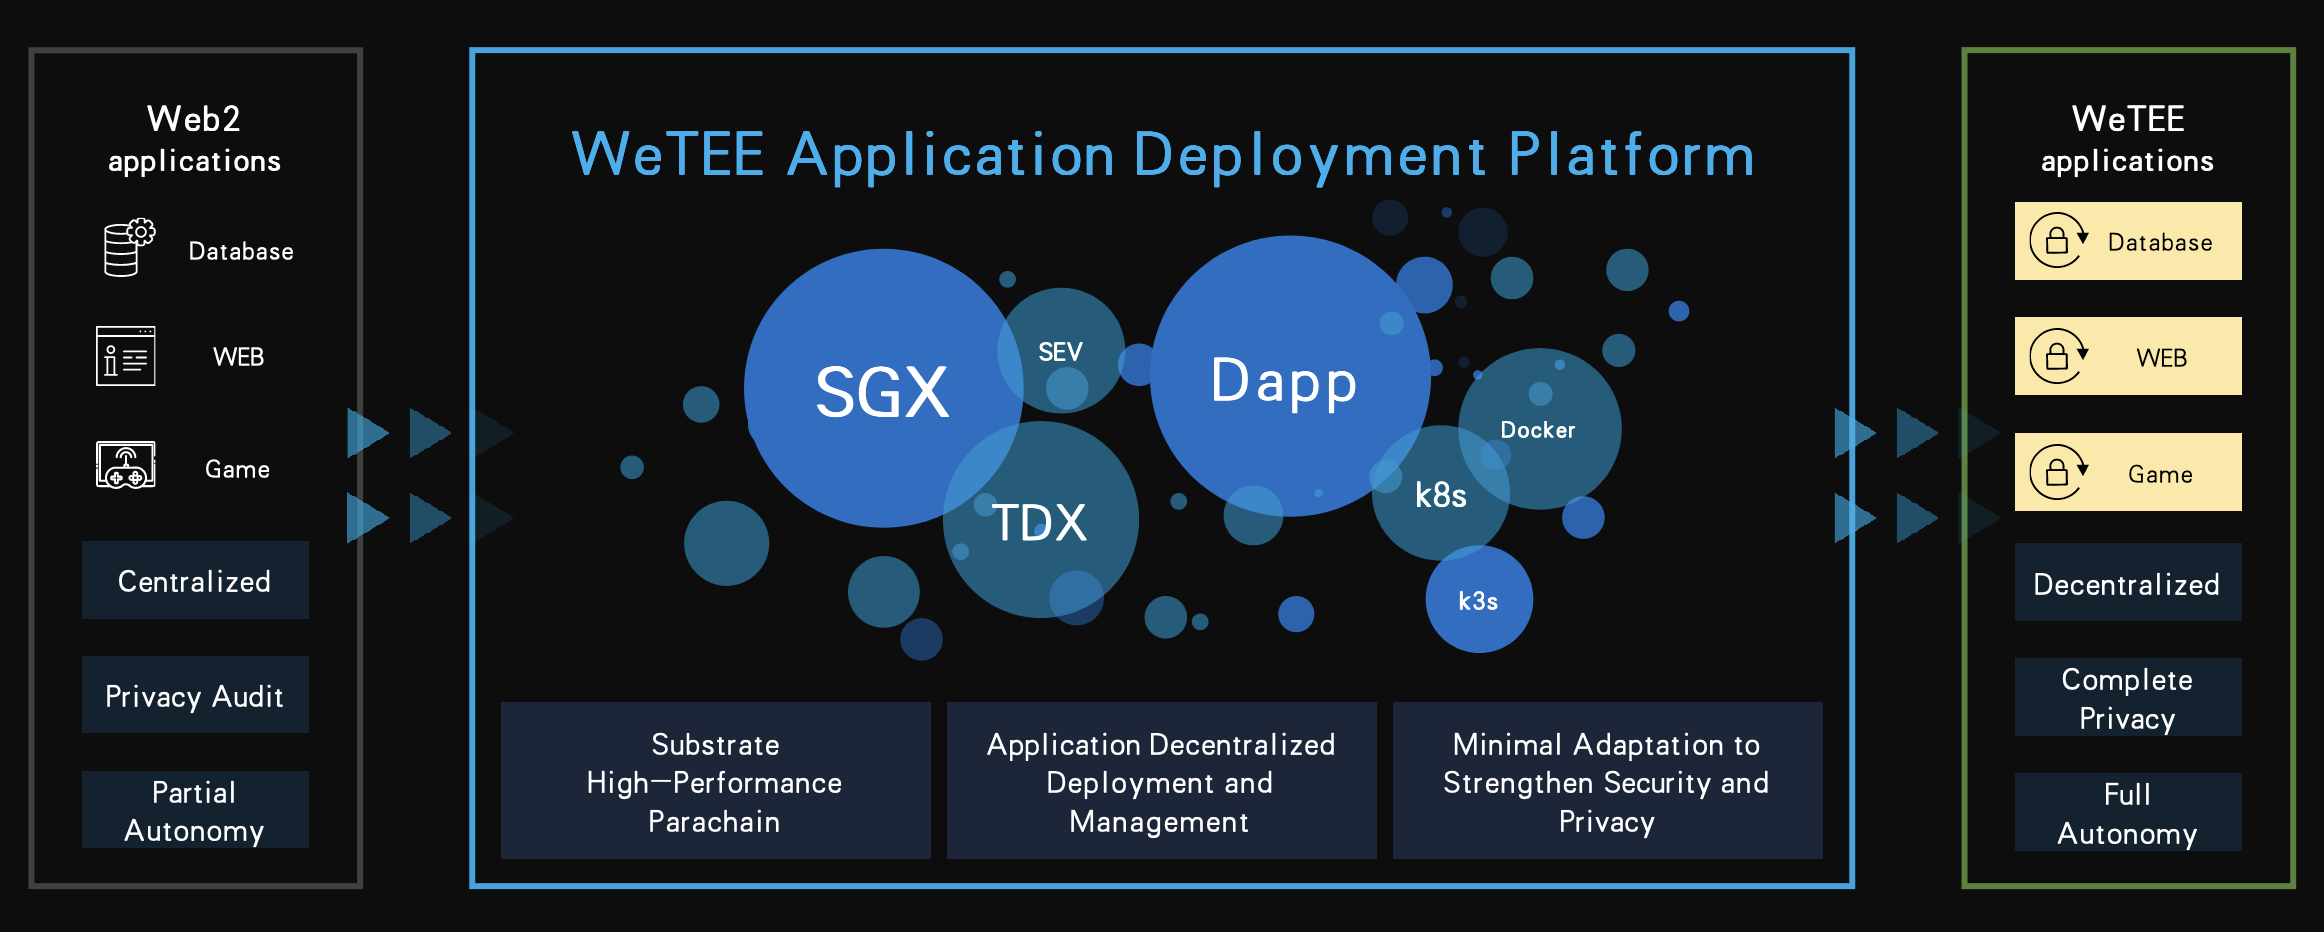 Web2
applications
Database
WEB
Game
Centralized
Privacy Audit
Partial
Autonomy
WeTEE Application Deployment Platform
SGX
SEV
TDX
Dapp
Docker
k8s
k3s
Substrate
High—Performance
Parachain
Application Decentralized
Deployment and
Management
Minimal Adaptation to
Strengthen Security and
Privacy
WeTEE
applications
Database
WEB
Game
Decentralized
Complete
Privacy
Full
Autonomy